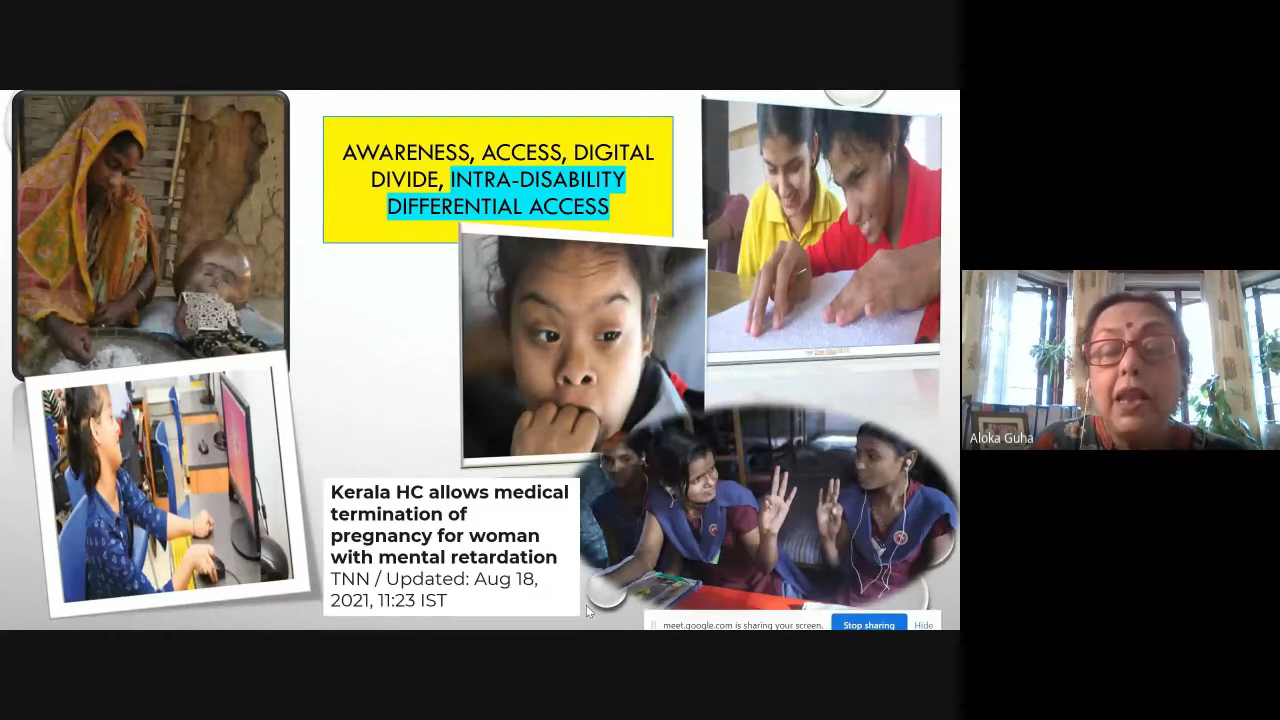 AWARENESS, ACCESS, DIGITAL
DIVIDE, INTRA-DISABILITY
DIFFERENTIAL ACCESS
Kerala HC allows medical
termination of
pregnancy for woman
with mental retardation
TNN / Updated: Aug 18,
2021, 11:23 IST
meet.google.com is sharing your screen.
Stop sharing
Hide
Aloka Guha